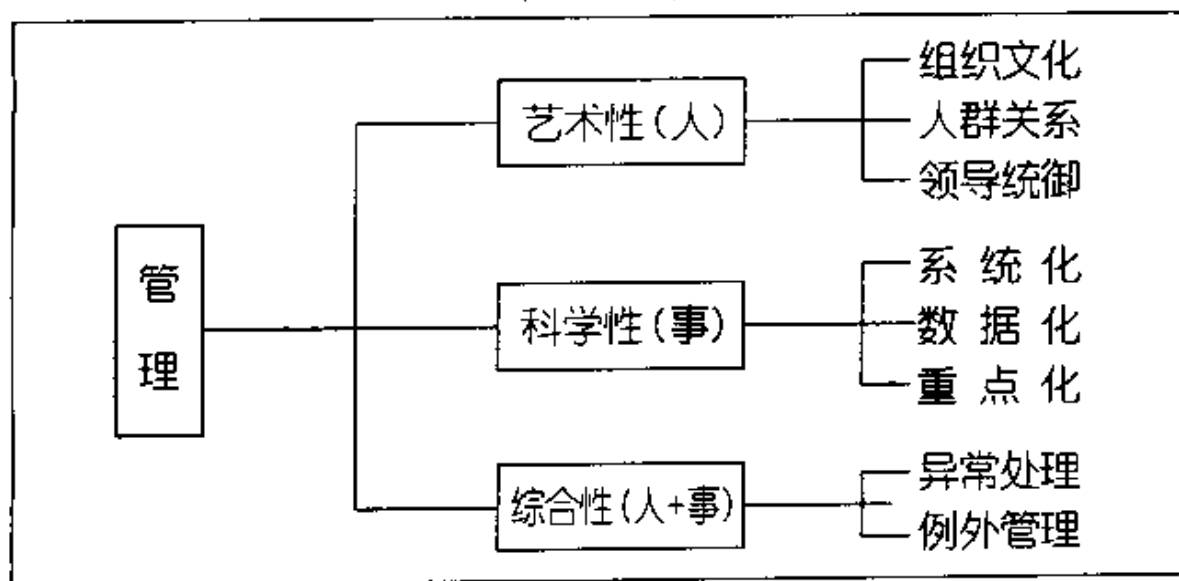 管理
艺术性(人)
组织文化
人群关系
领导统御
科学性(事)
系统化
数据化
重点化
综合性(人+事)
异常处理
例外管理